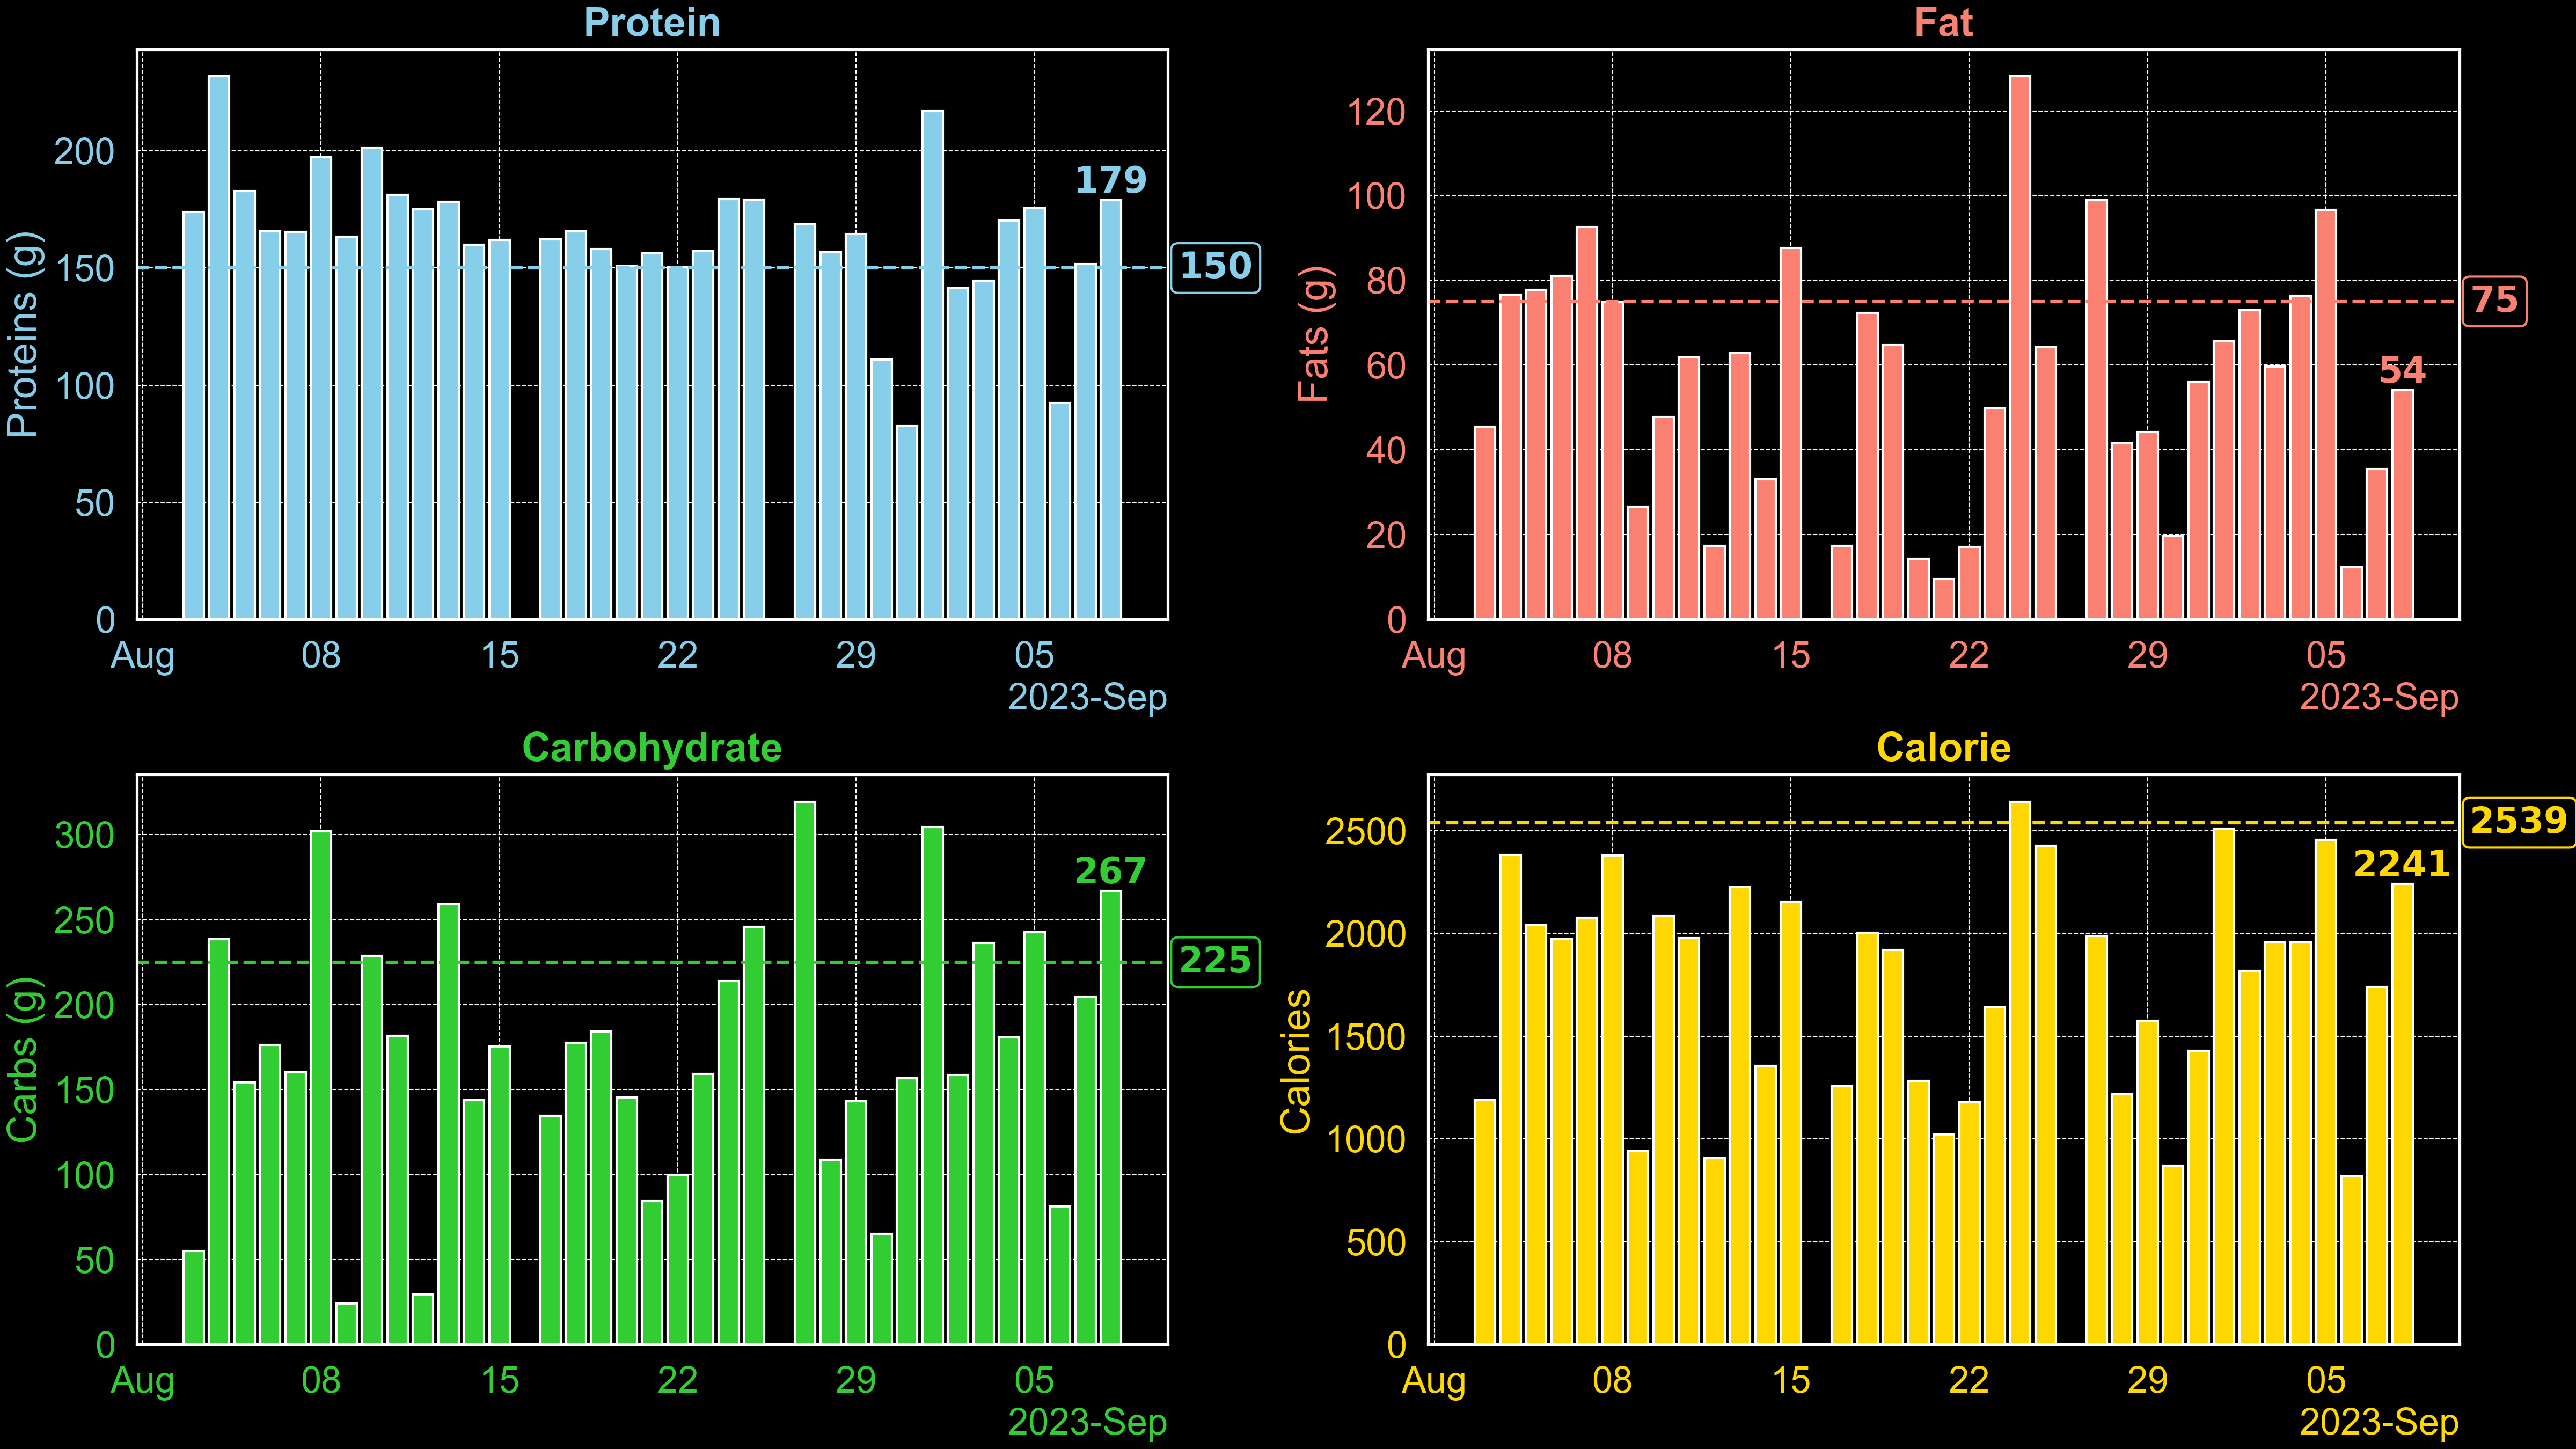 Protein
Proteins (g)
200
150
100
50
0
179
150
Aug 08 15 22 29 05
2023-Sep
Fat
Fats (g)
120
100
80
60
40
20
0
75
54
Aug 08 15 22 29 05
2023-Sep
Carbohydrate
Carbs (g)
300
250
200
150
100
50
0
267
225
Aug 08 15 22 29 05
2023-Sep
Calorie
Calories
2500
2000
1500
1000
500
0
2539
2241
Aug 08 15 22 29 05
2023-Sep